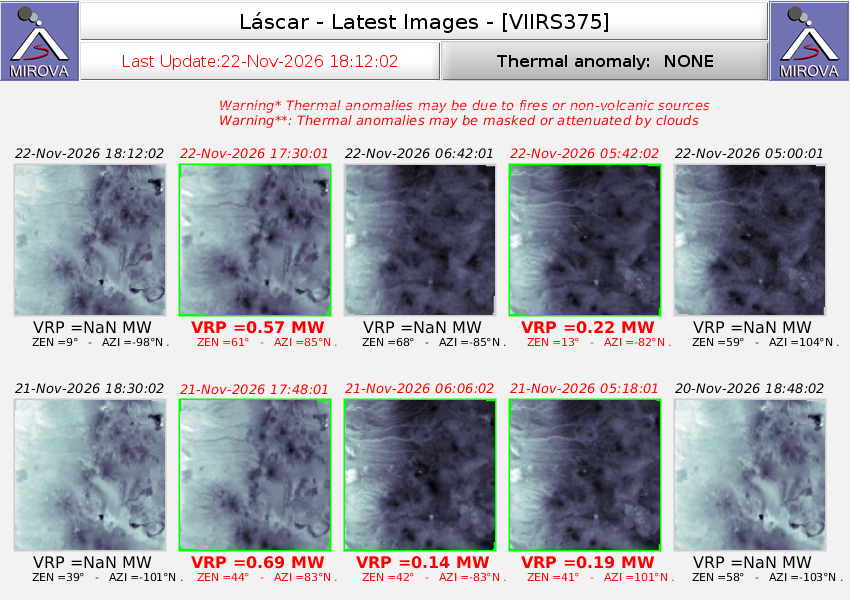 Láscar - Latest Images - [VIIRS375]
MIROVA
Last Update:22-Nov-2026 18:12:02
Thermal anomaly: NONE
MIROVA
Warning* Thermal anomalies may be due to fires or non-volcanic sources
Warning**: Thermal anomalies may be masked or attenuated by clouds
22-Nov-2026 18:12:02 22-Nov-2026 17:30:01 22-Nov-2026 06:42:01 22-Nov-2026 05:42:02 22-Nov-2026 05:00:01
VRP =NaN MW VRP =0.57 MW VRP =NaN MW VRP =0.22 MW VRP =NaN MW
ZEN =9° - AZI =-98°N . ZEN =61° - AZI =85°N . ZEN =68° - AZI =-85°N . ZEN =13° - AZI =-82°N . ZEN =59° - AZI =104°N .
21-Nov-2026 18:30:02 21-Nov-2026 17:48:01 21-Nov-2026 06:06:02 21-Nov-2026 05:18:01 20-Nov-2026 18:48:02
VRP =NaN MW VRP =0.69 MW VRP =0.14 MW VRP =0.19 MW VRP =NaN MW
ZEN =39° - AZI =-101°N . ZEN =44° - AZI =83°N . ZEN =42° - AZI =-83°N . ZEN =41° - AZI =101°N . ZEN =58° - AZI =-103°N .